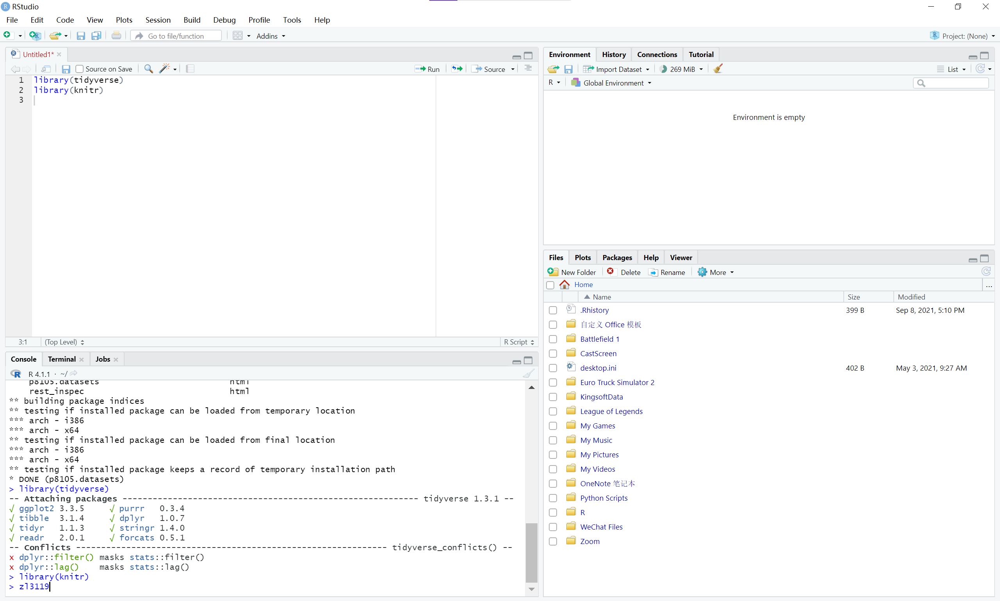 RStudio
File Edit Code View Plots Session Build Debug Profile Tools Help
Go to file/function Addins Project: (None)
Untitled1*
Source on Save Run Source
1 library(tidyverse)
2 library(knitr)
3
3:1 (Top Level) R Script
Console Terminal Jobs
R 4.1.1 · ~/
p8105.datasets html
rest_inspec html
** building package indices
** testing if installed package can be loaded from temporary location
*** arch - i386
*** arch - x64
** testing if installed package can be loaded from final location
*** arch - i386
*** arch - x64
** testing if installed package keeps a record of temporary installation path
* DONE (p8105.datasets)
> library(tidyverse)
-- Attaching packages ----------------------------------------------------------- tidyverse 1.3.1 --
√ ggplot2 3.3.5 √ purrr 0.3.4
√ tibble 3.1.4 √ dplyr 1.0.7
√ tidyr 1.1.3 √ stringr 1.4.0
√ readr 2.0.1 √ forcats 0.5.1
-- Conflicts -------------------------------------------------------------- tidyverse_conflicts() --
x dplyr::filter() masks stats::filter()
x dplyr::lag() masks stats::lag()
> library(knitr)
> zl3119
Environment History Connections Tutorial
Import Dataset 269 MiB List
R Global Environment
Environment is empty
Files Plots Packages Help Viewer
New Folder Delete Rename More
Home ...
Name Size Modified
.Rhistory 399 B Sep 8, 2021, 5:10 PM
自定义 Office 模板
Battlefield 1
CastScreen
desktop.ini 402 B May 3, 2021, 9:27 AM
Euro Truck Simulator 2
KingsoftData
League of Legends
My Games
My Music
My Pictures
My Videos
OneNote 笔记本
Python Scripts
R
WeChat Files
Zoom